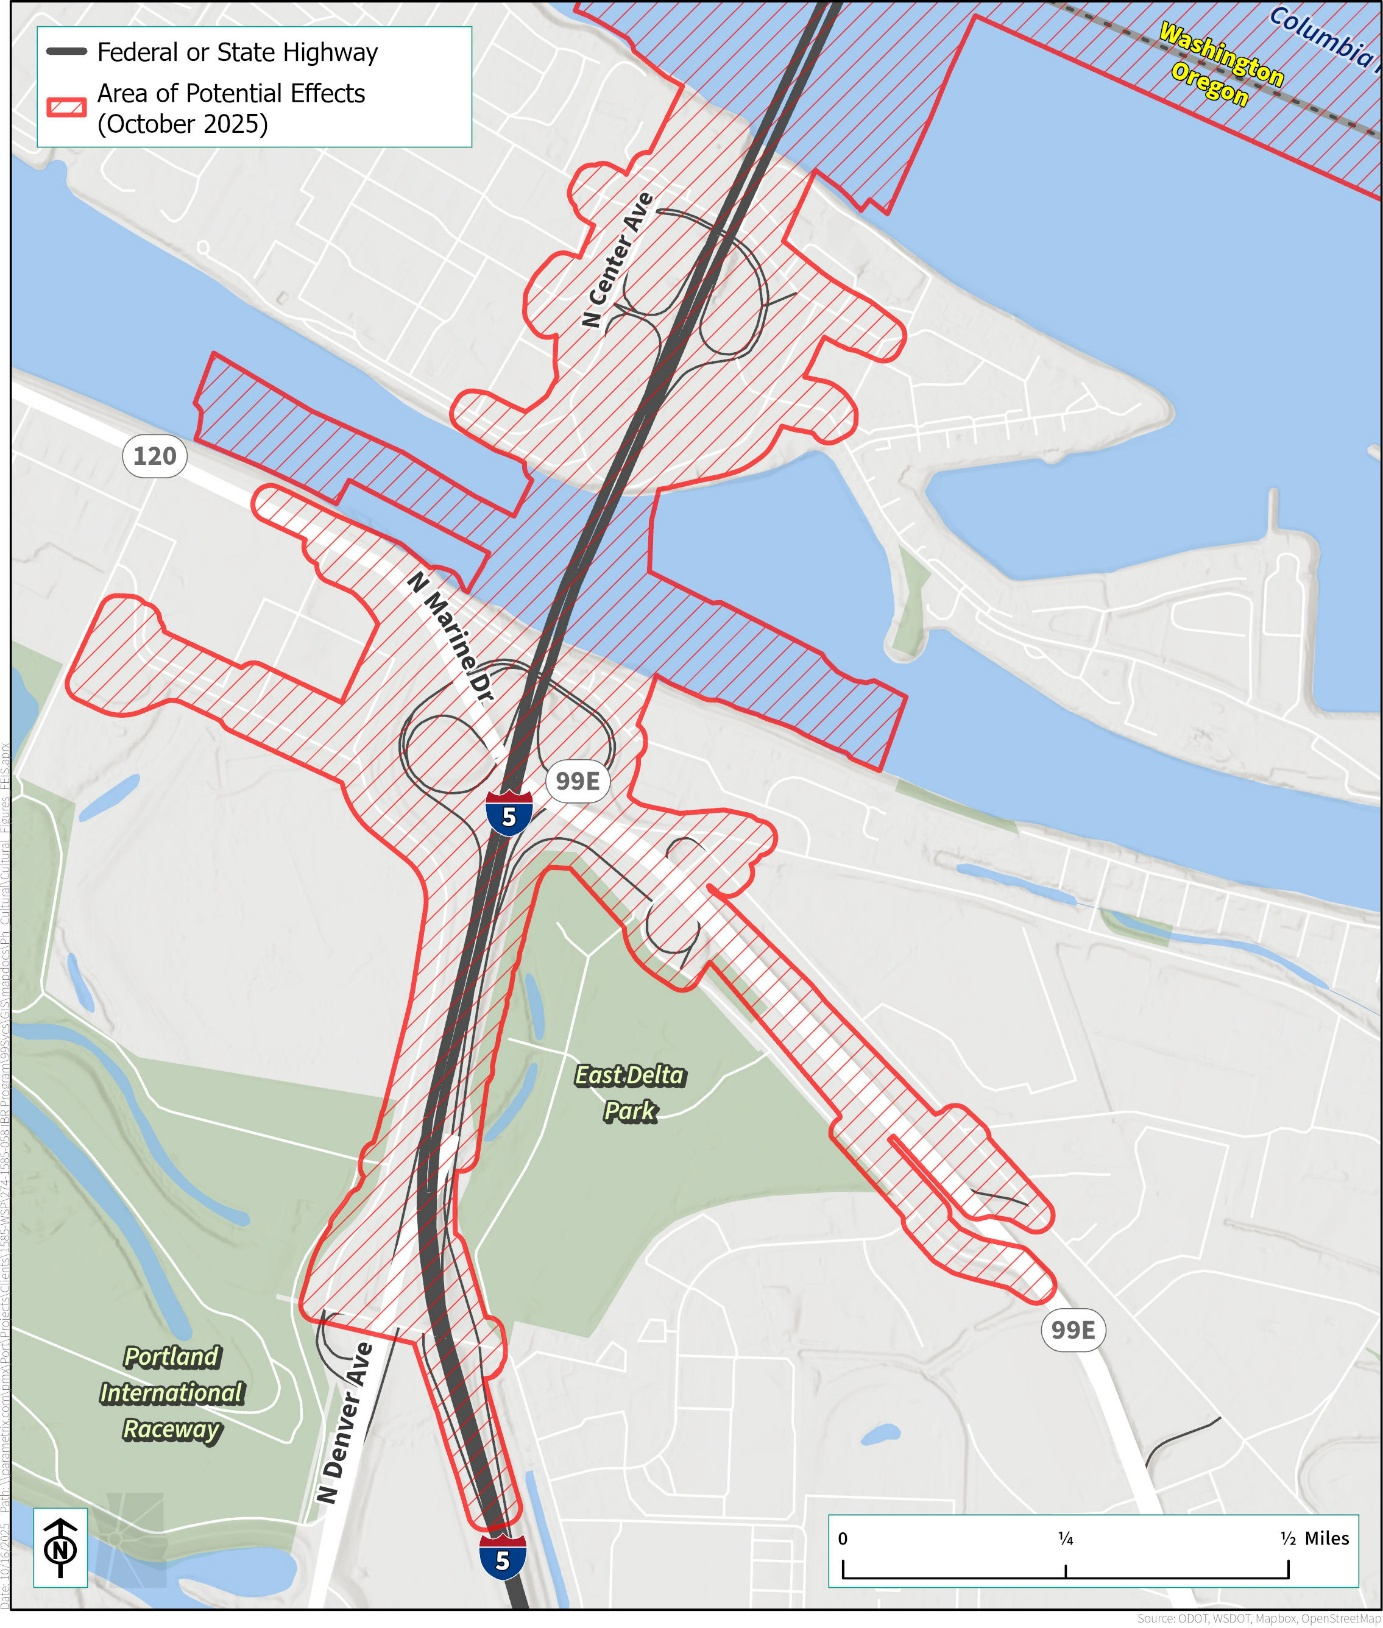 Federal or State Highway
Area of Potential Effects
(October 2025)
Columbia
Washington
Oregon
N Center Ave
120
N Marine Dr
99E
5
East Delta
Park
99E
Portland
International
Raceway
N Denver Ave
5
N
0 ¼ ½ Miles
Source: ODOT, WSDOT, Mapbox, OpenStreetMap